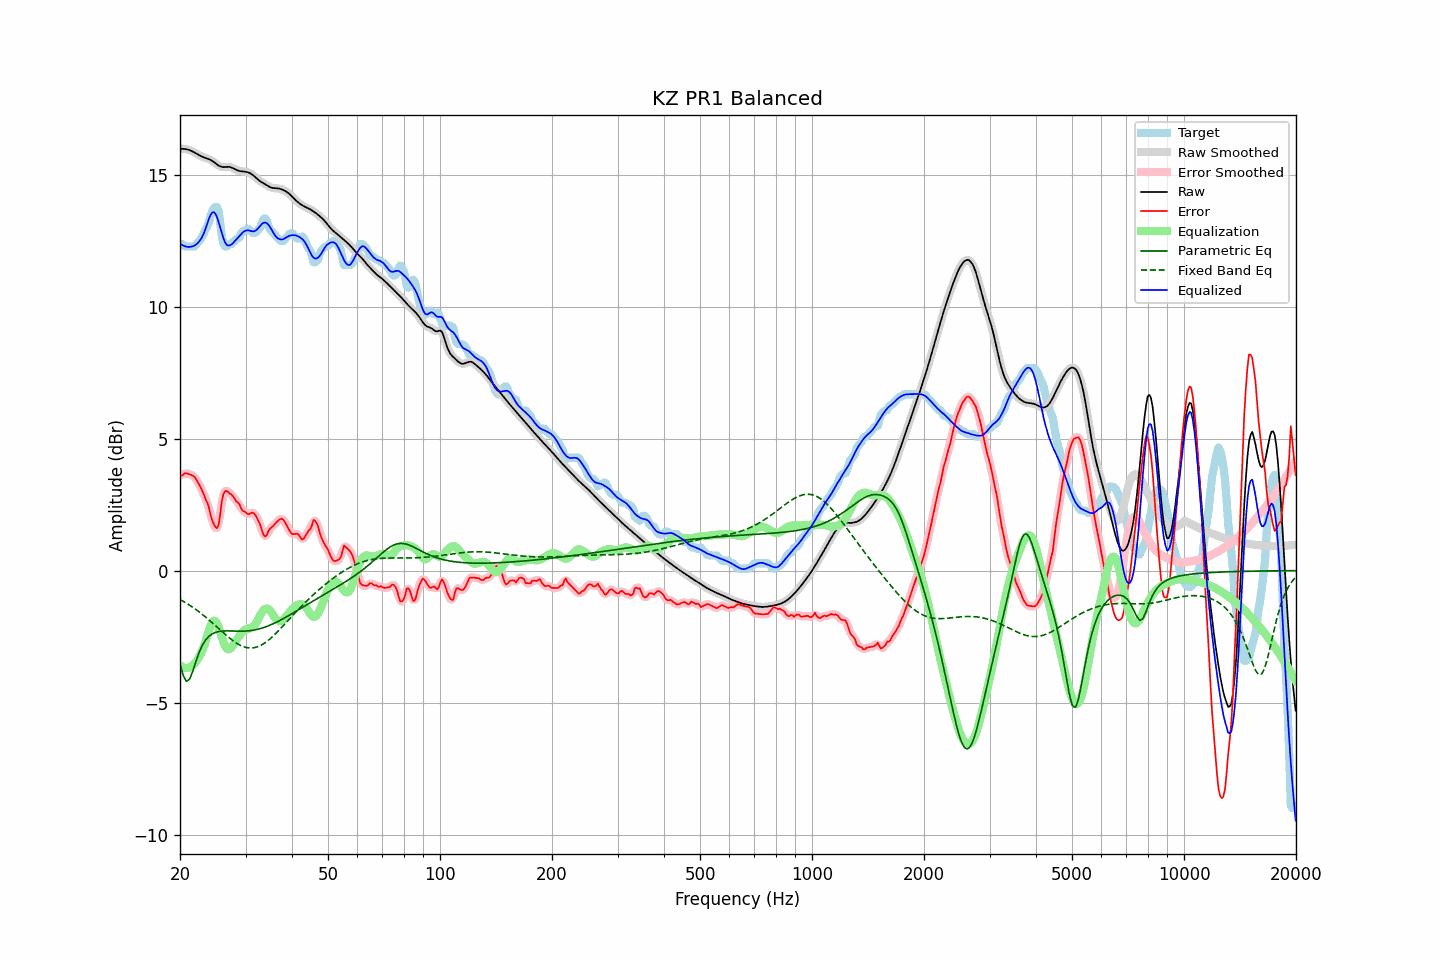 KZ PR1 Balanced
Target
Raw Smoothed
Error Smoothed
Raw
Error
Equalization
Parametric Eq
Fixed Band Eq
Equalized
Amplitude (dBr)
15
10
5
0
−5
−10
20 50 100 200 500 1000 2000 5000 10000 20000
Frequency (Hz)